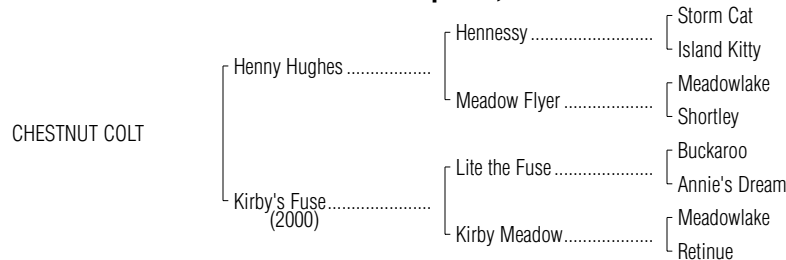 Storm Cat
Hennessy ..........................
Island Kitty
Henny Hughes ..................
Meadowlake
Meadow Flyer ...................
Shortley
CHESTNUT COLT
Buckaroo
Lite the Fuse .....................
Annie's Dream
Kirby's Fuse......................
(2000)
Meadowlake
Kirby Meadow...................
Retinue